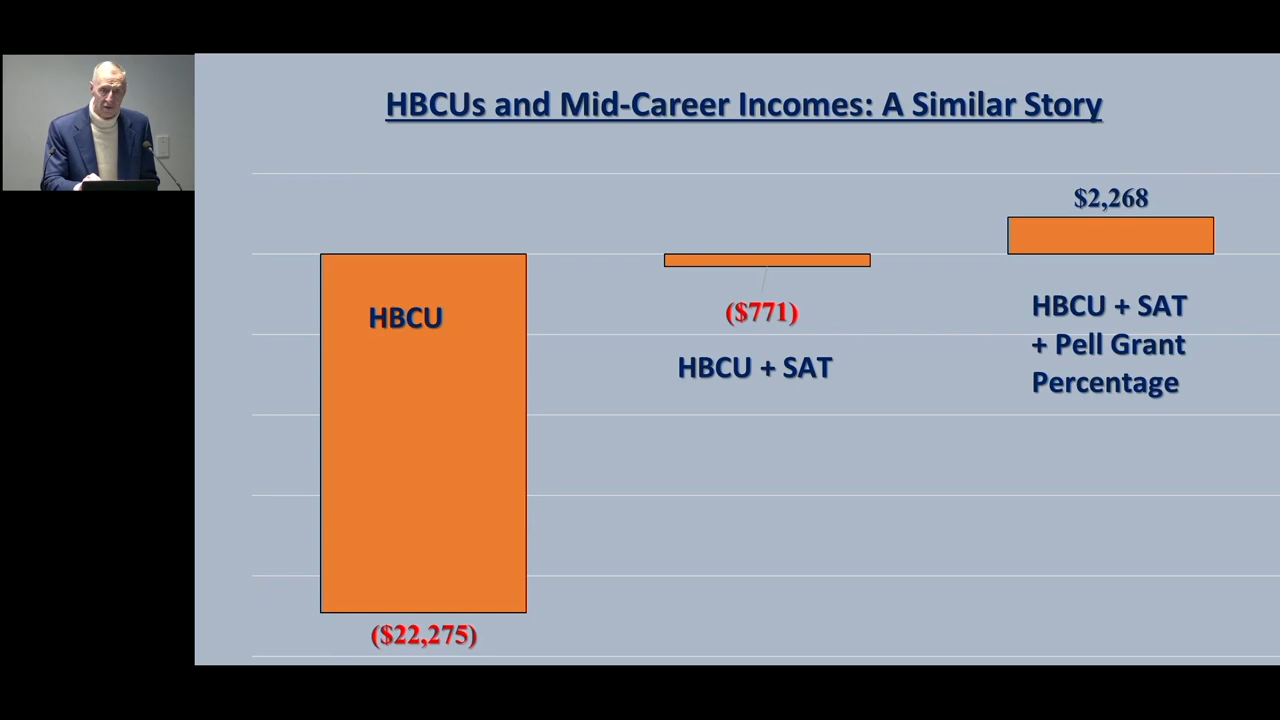 HBCUs and Mid-Career Incomes: A Similar Story
$2,268
HBCU
($771)
HBCU + SAT
HBCU + SAT
+ Pell Grant
Percentage
($22,275)